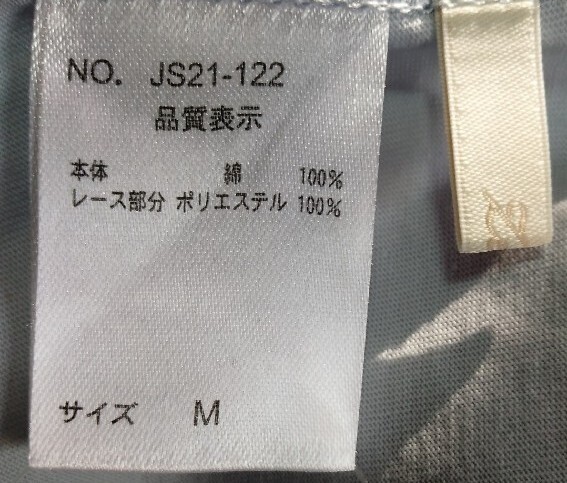 NO. JS21-122
品質表示
本体 綿 100%
レース部分 ポリエステル 100%
サイズ M